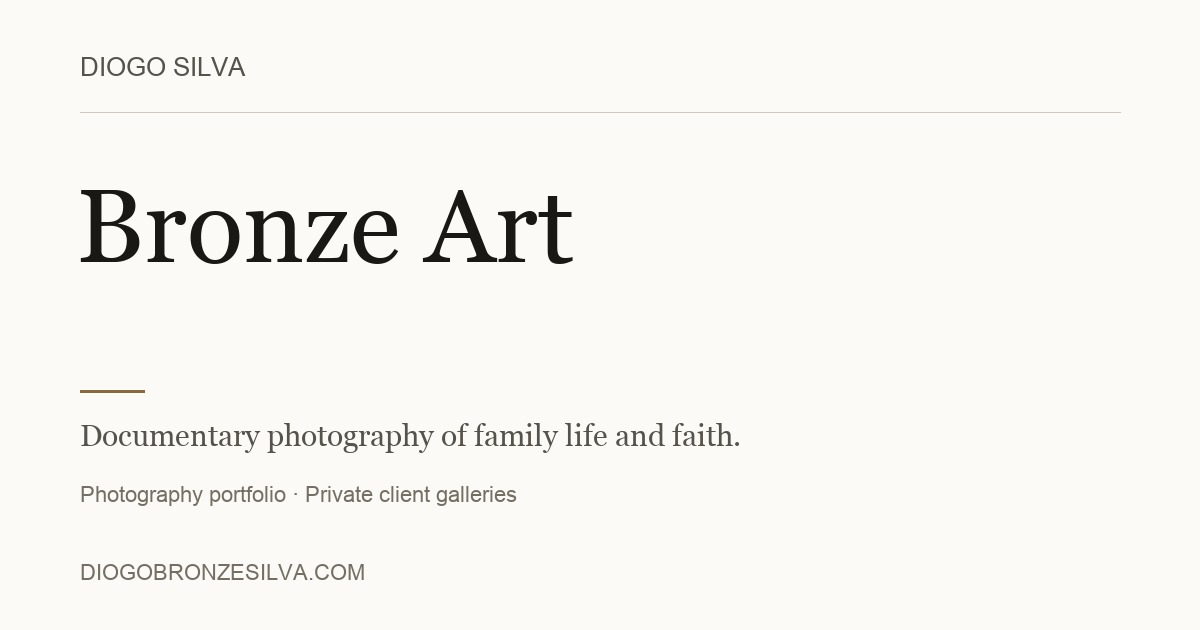 DIOGO SILVA
Bronze Art
Documentary photography of family life and faith.
Photography portfolio · Private client galleries
DIOGOBRONZESILVA.COM